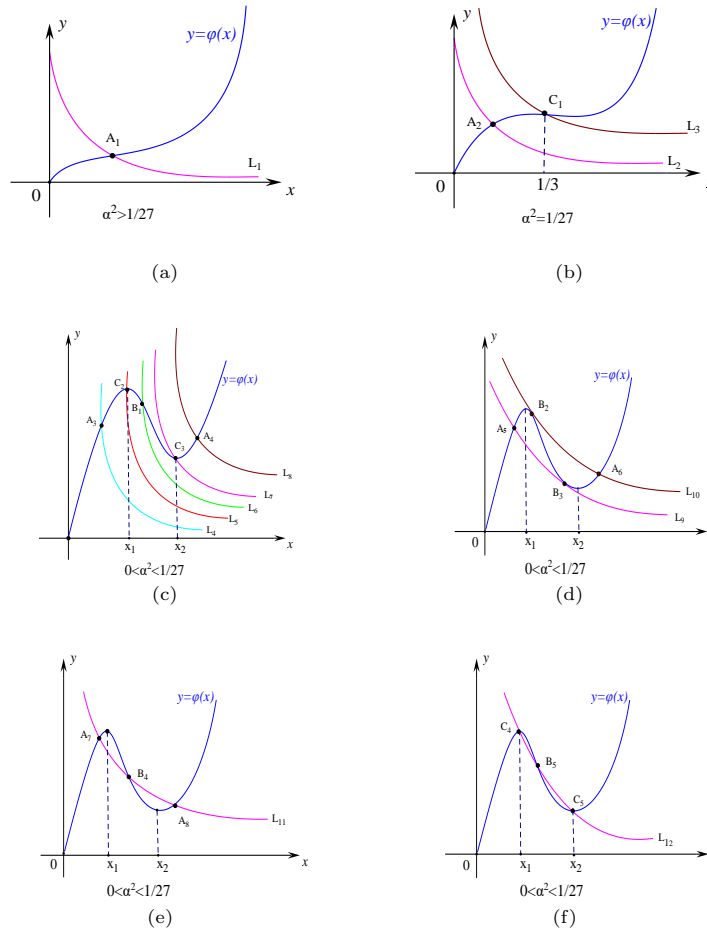 y
y=φ(x)
A1
L1
0
x
α²>1/27
(a)
y
y=φ(x)
C1
A2
L3
L2
0
1/3
α²=1/27
(b)
y
C2
y=φ(x)
B1
A3
A4
C3
L8
L7
L6
L5
L4
0
x1
x2
x
0<α²<1/27
(c)
y
y=φ(x)
B2
A5
A6
B3
L10
L9
0
x1
x2
x
0<α²<1/27
(d)
y
y=φ(x)
A7
B4
A8
L11
0
x1
x2
x
0<α²<1/27
(e)
y
y=φ(x)
C4
B5
C5
L12
0
x1
x2
x
0<α²<1/27
(f)